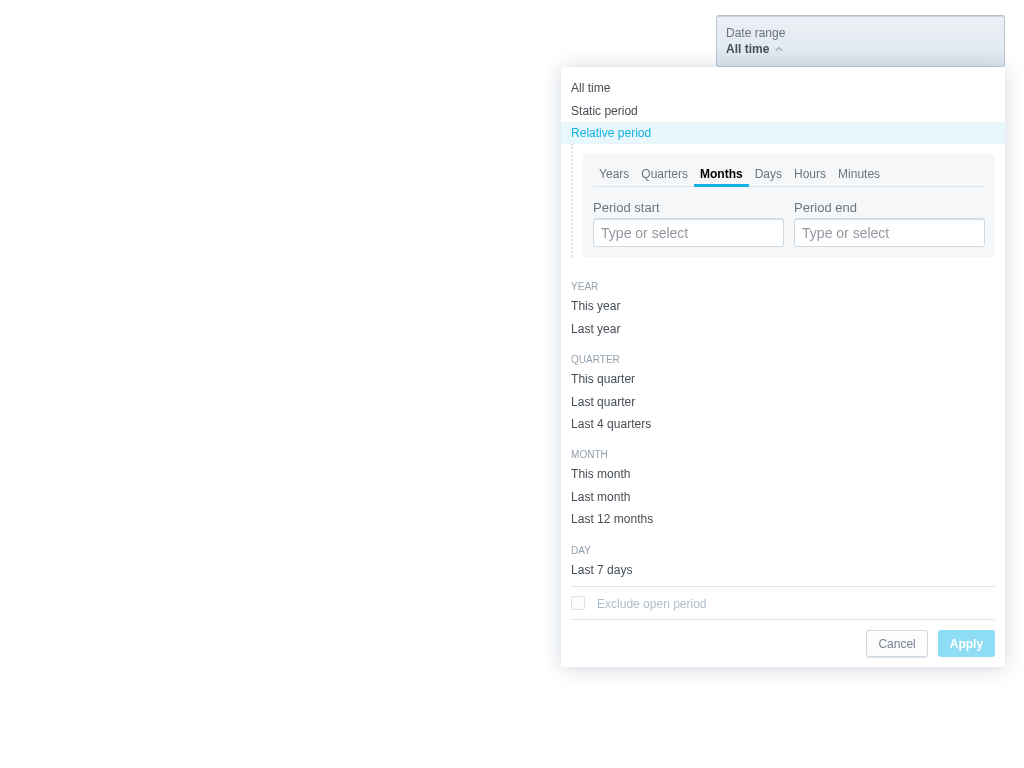 Date range
All time
All time
Static period
Relative period
Years Quarters Months Days Hours Minutes
Period start Period end
Type or select Type or select
YEAR
This year
Last year
QUARTER
This quarter
Last quarter
Last 4 quarters
MONTH
This month
Last month
Last 12 months
DAY
Last 7 days
Exclude open period
Cancel Apply